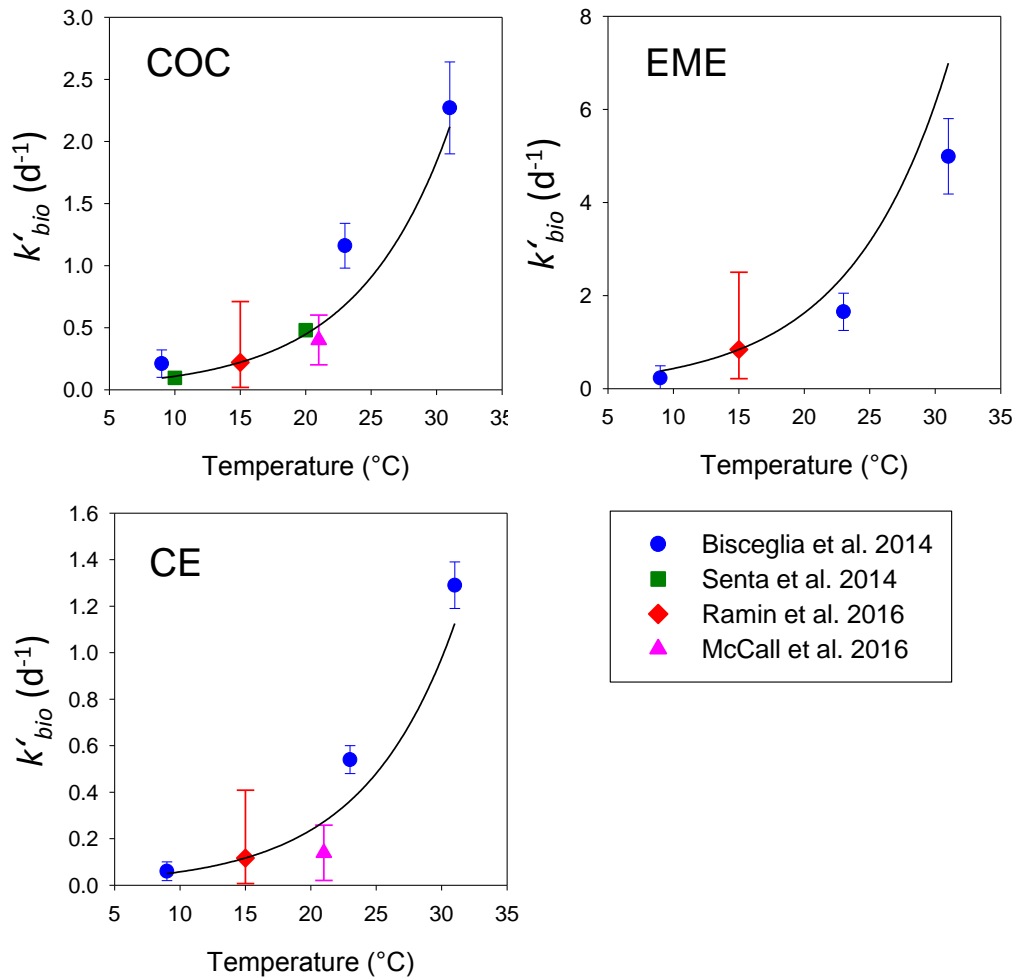 COC
3.0
2.5
2.0
1.5
1.0
0.5
0.0
k′bio (d-1)
5 10 15 20 25 30 35
Temperature (°C)
EME
8
6
4
2
0
k′bio (d-1)
5 10 15 20 25 30 35
Temperature (°C)
CE
1.6
1.4
1.2
1.0
0.8
0.6
0.4
0.2
0.0
k′bio (d-1)
5 10 15 20 25 30 35
Temperature (°C)
Bisceglia et al. 2014
Senta et al. 2014
Ramin et al. 2016
McCall et al. 2016